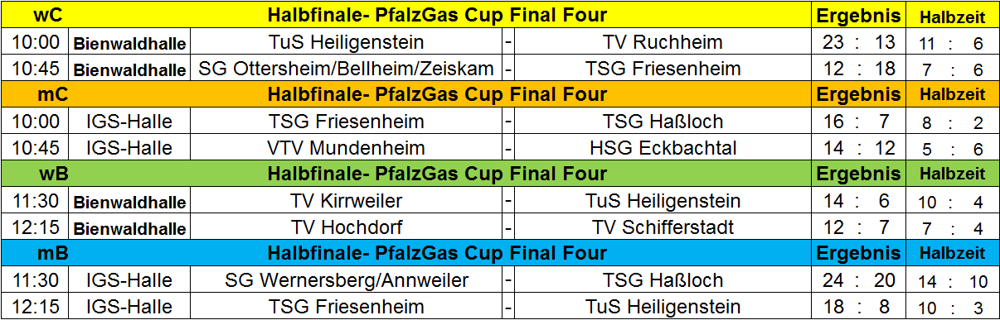 wC Halbfinale- PfalzGas Cup Final Four Ergebnis Halbzeit
10:00 Bienwaldhalle TuS Heiligenstein - TV Ruchheim 23 : 13 11 : 6
10:45 Bienwaldhalle SG Ottersheim/Bellheim/Zeiskam - TSG Friesenheim 12 : 18 7 : 6
mC Halbfinale- PfalzGas Cup Final Four Ergebnis Halbzeit
10:00 IGS-Halle TSG Friesenheim - TSG Haßloch 16 : 7 8 : 2
10:45 IGS-Halle VTV Mundenheim - HSG Eckbachtal 14 : 12 5 : 6
wB Halbfinale- PfalzGas Cup Final Four Ergebnis Halbzeit
11:30 Bienwaldhalle TV Kirrweiler - TuS Heiligenstein 14 : 6 10 : 4
12:15 Bienwaldhalle TV Hochdorf - TV Schifferstadt 12 : 7 7 : 4
mB Halbfinale- PfalzGas Cup Final Four Ergebnis Halbzeit
11:30 IGS-Halle SG Wernersberg/Annweiler - TSG Haßloch 24 : 20 14 : 10
12:15 IGS-Halle TSG Friesenheim - TuS Heiligenstein 18 : 8 10 : 3